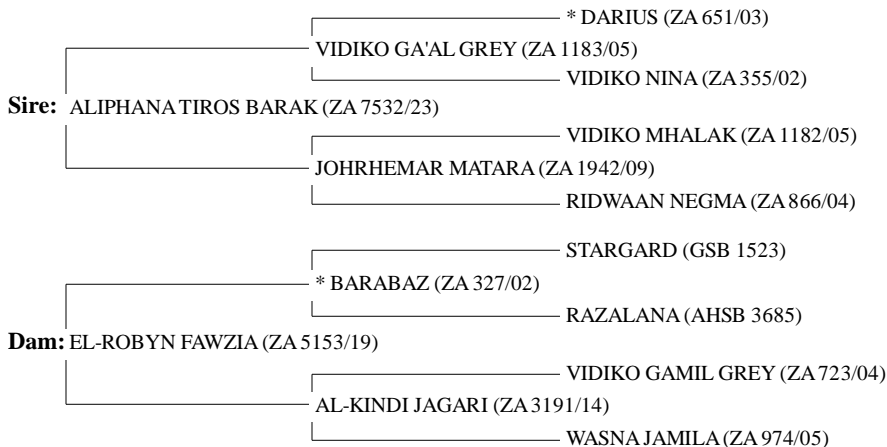 * DARIUS (ZA 651/03)
VIDIKO GA'AL GREY (ZA 1183/05)
VIDIKO NINA (ZA 355/02)
Sire: ALIPHANA TIROS BARAK (ZA 7532/23)
VIDIKO MHALAK (ZA 1182/05)
JOHRHEMAR MATARA (ZA 1942/09)
RIDWAAN NEGMA (ZA 866/04)
STARGARD (GSB 1523)
* BARABAZ (ZA 327/02)
RAZALANA (AHSB 3685)
Dam: EL-ROBYN FAWZIA (ZA 5153/19)
VIDIKO GAMIL GREY (ZA 723/04)
AL-KINDI JAGARI (ZA 3191/14)
WASNA JAMILA (ZA 974/05)